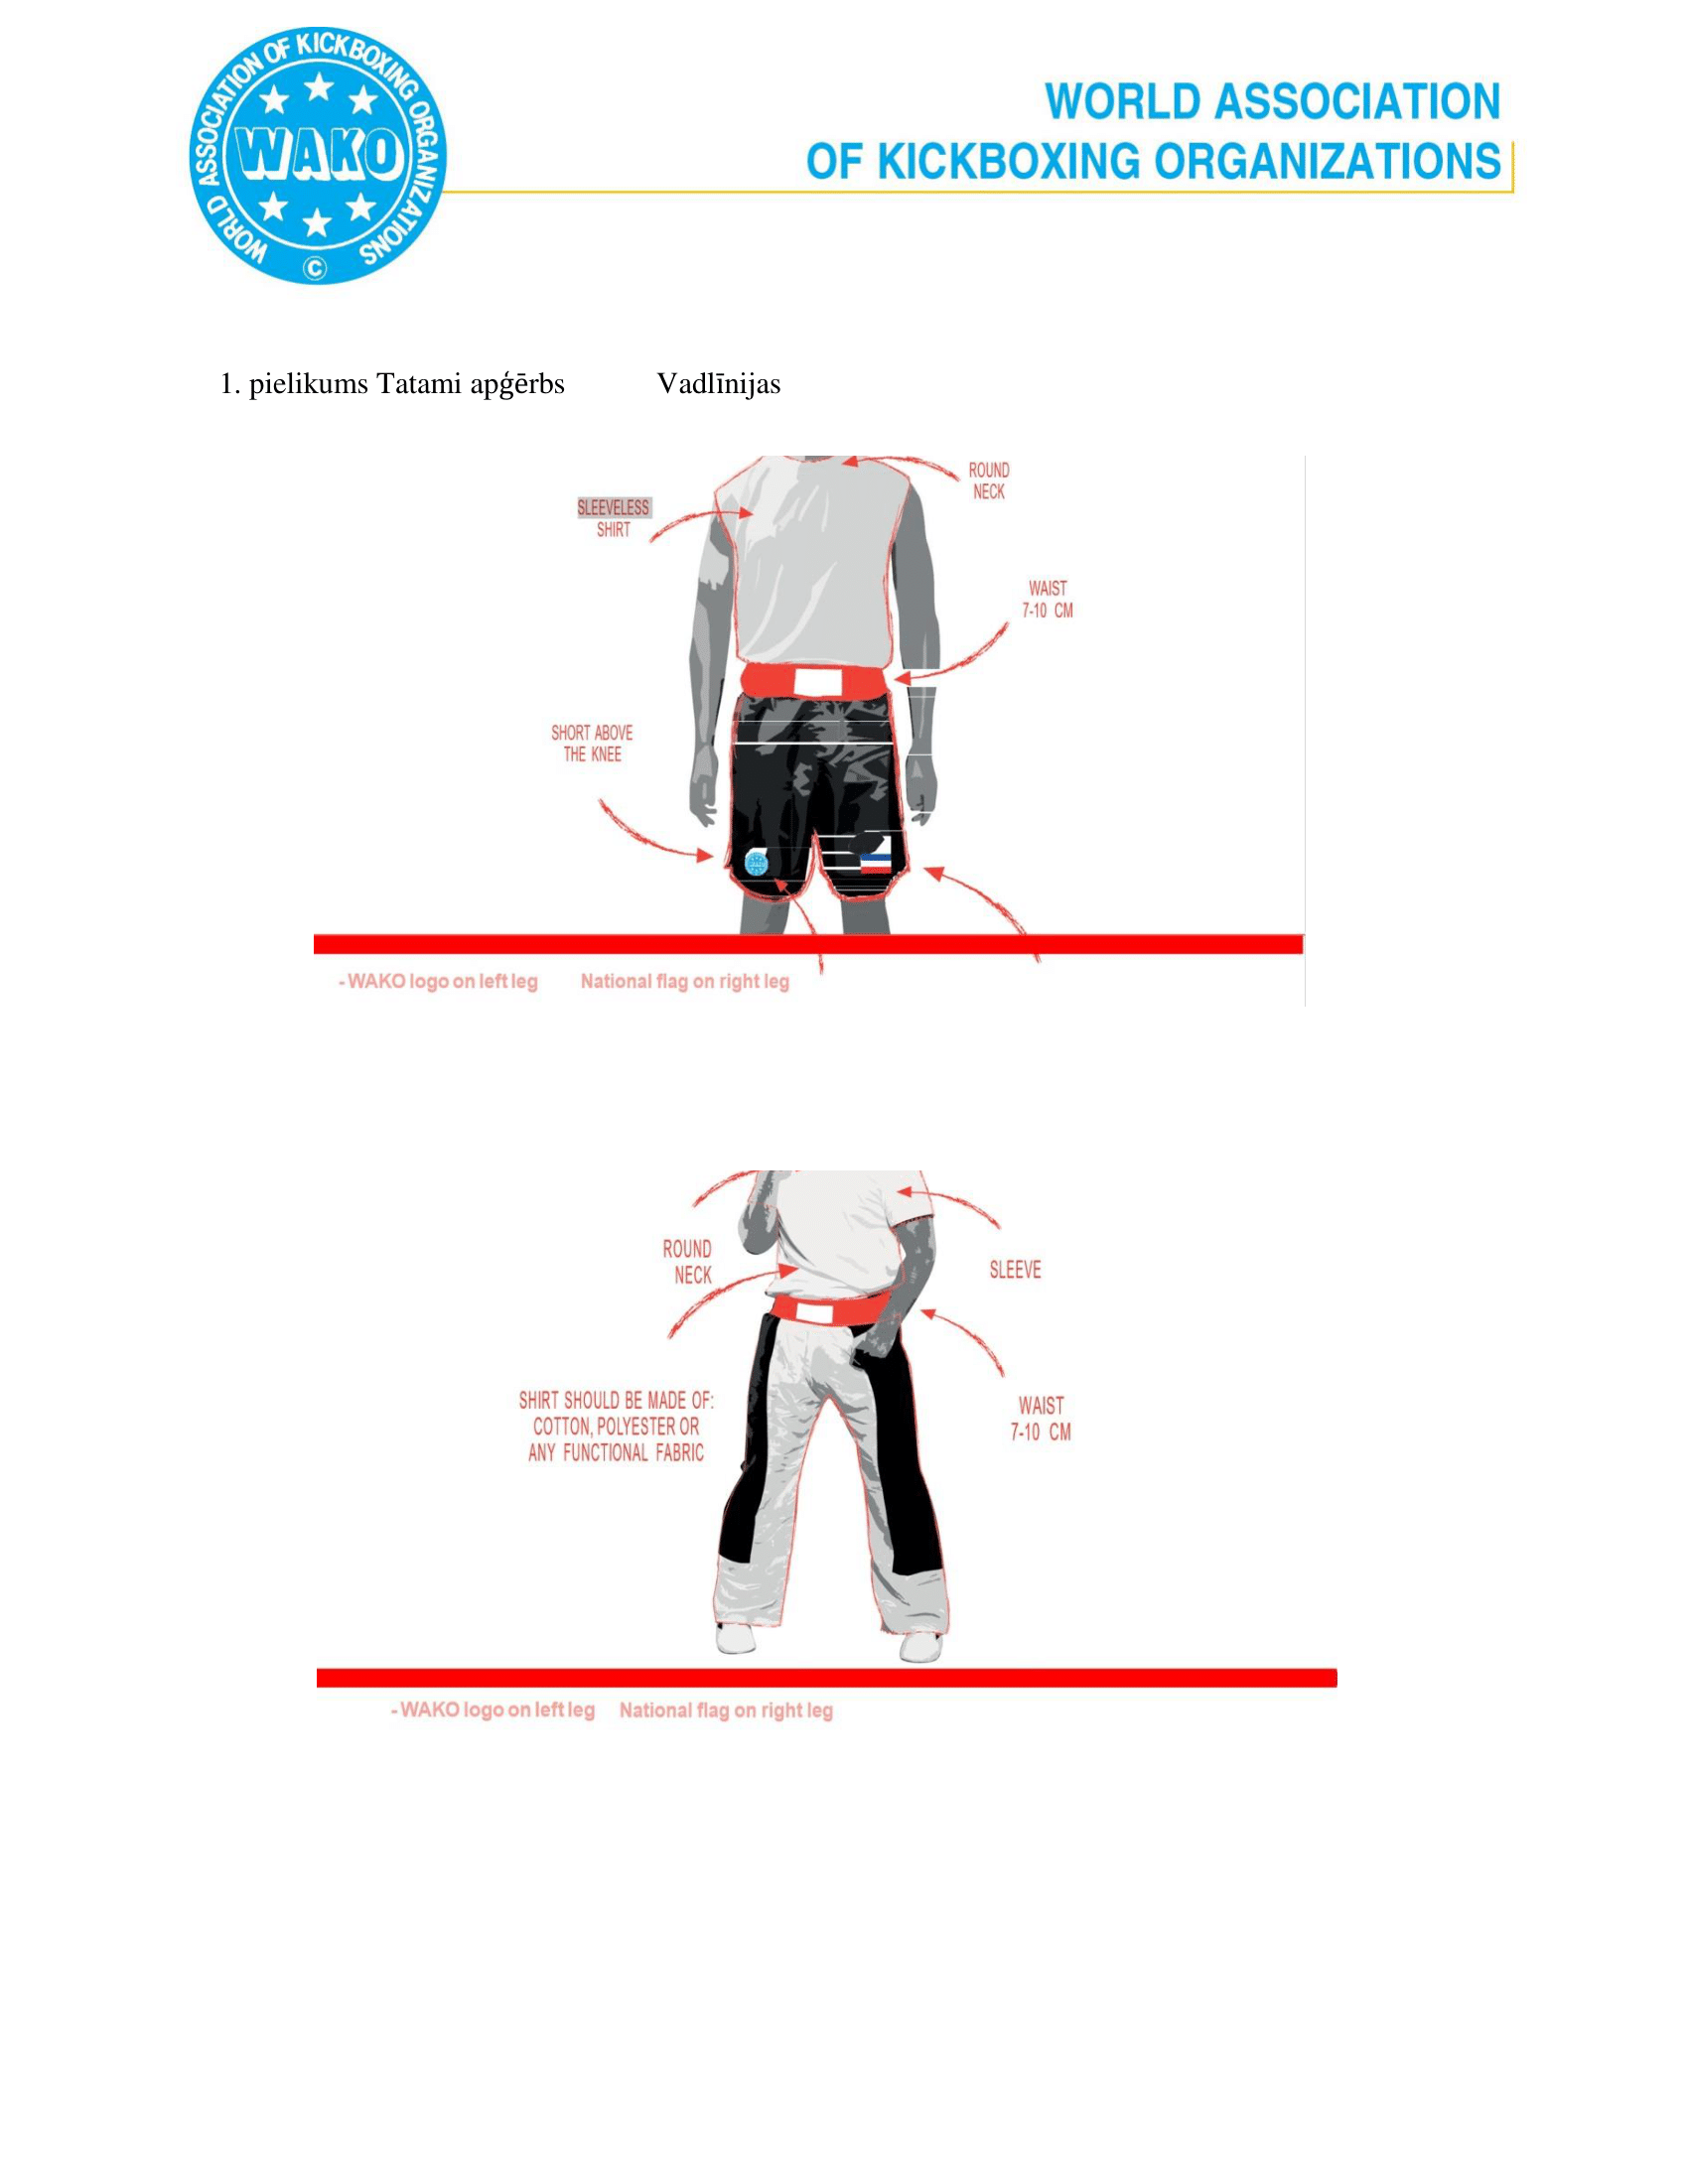 WORLD ASSOCIATION OF KICKBOXING ORGANIZATIONS
WAKO
©
WORLD ASSOCIATION
OF KICKBOXING ORGANIZATIONS
1. pielikums Tatami apģērbs Vadlīnijas
ROUND
NECK
SLEEVELESS
SHIRT
WAIST
7-10 CM
SHORT ABOVE
THE KNEE
- WAKO logo on left leg National flag on right leg
ROUND
NECK
SLEEVE
SHIRT SHOULD BE MADE OF:
COTTON, POLYESTER OR
ANY FUNCTIONAL FABRIC
WAIST
7-10 CM
- WAKO logo on left leg National flag on right leg